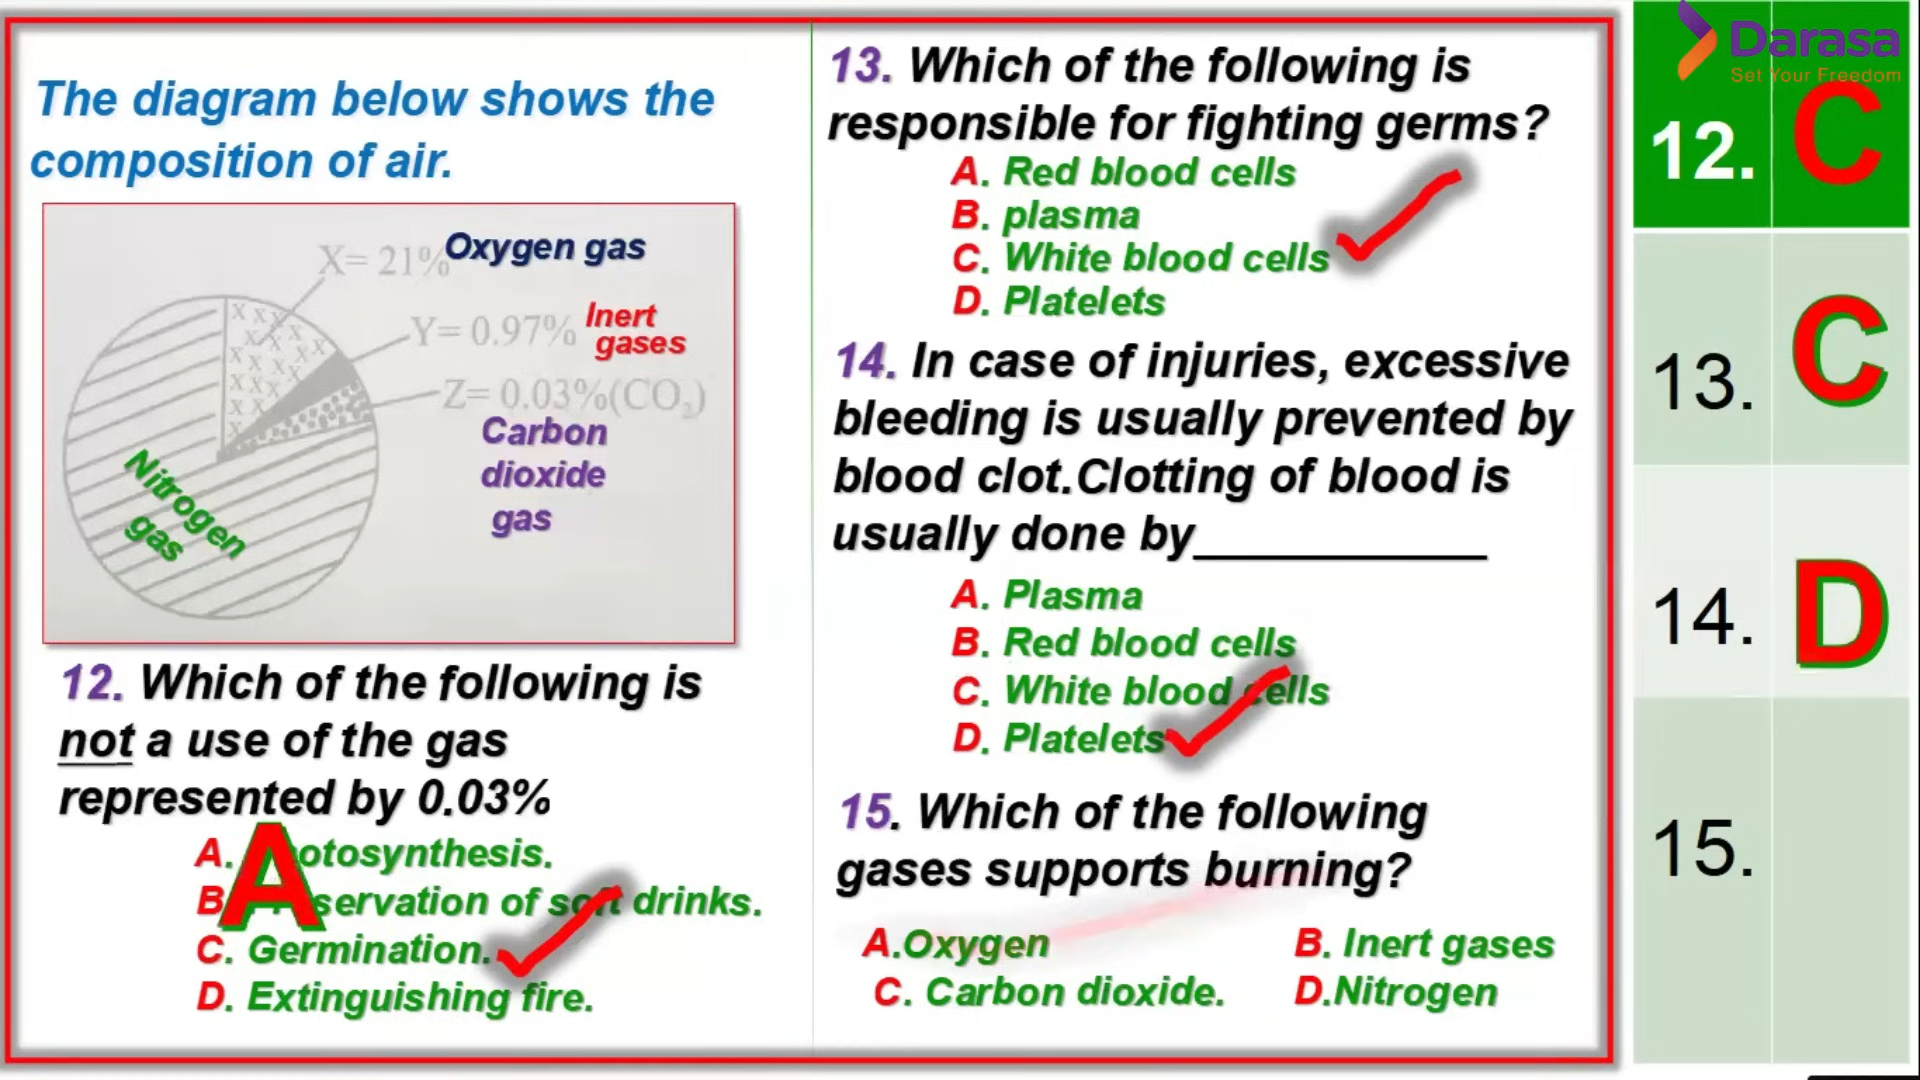 The diagram below shows the
composition of air.
X= 21% Oxygen gas
Y= 0.97% Inert
gases
Z= 0.03%(CO₂)
Carbon
dioxide
gas
Nitrogen
gas
12. Which of the following is
not a use of the gas
represented by 0.03%
A. otosynthesis.
B servation of soft drinks.
A
C. Germination.
D. Extinguishing fire.
13. Which of the following is
responsible for fighting germs?
A. Red blood cells
B. plasma
C. White blood cells
D. Platelets
14. In case of injuries, excessive
bleeding is usually prevented by
blood clot.Clotting of blood is
usually done by____________
A. Plasma
B. Red blood cells
C. White blood cells
D. Platelets
15. Which of the following
gases supports burning?
A.Oxygen B. Inert gases
C. Carbon dioxide. D.Nitrogen
Darasa
Set Your Freedom
12. C
13. C
14. D
15.